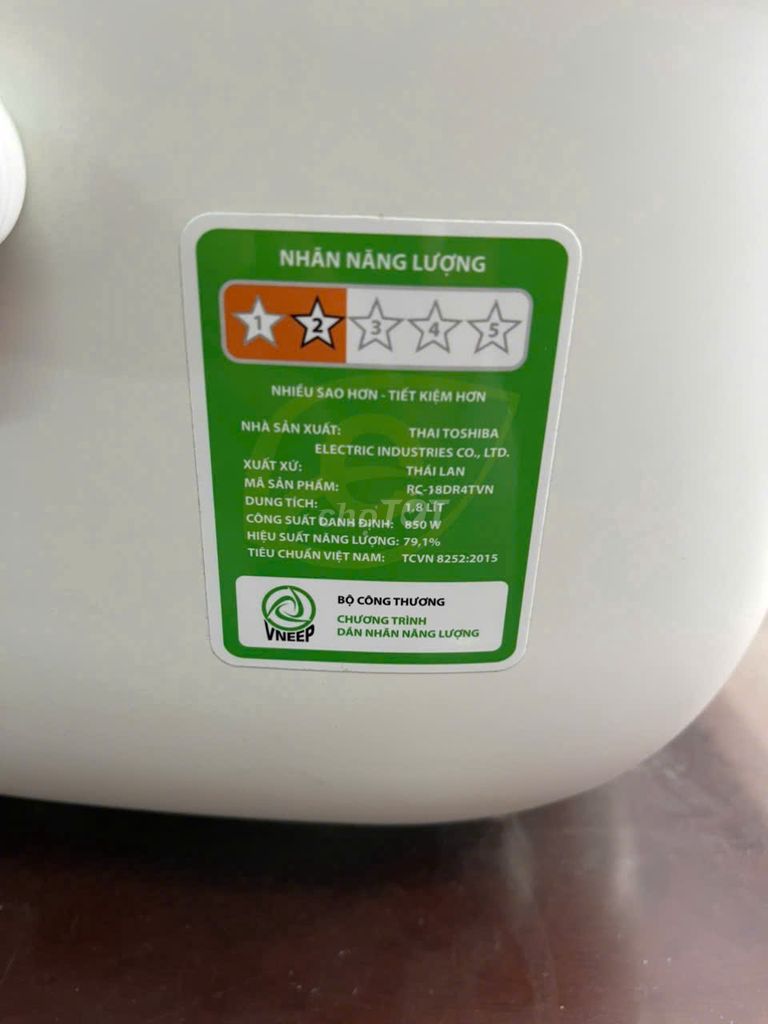 NHÃN NĂNG LƯỢNG
1 2 3 4 5
NHIỀU SAO HƠN - TIẾT KIỆM HƠN
NHÀ SẢN XUẤT: THAI TOSHIBA
ELECTRIC INDUSTRIES CO., LTD.
XUẤT XỨ: THÁI LAN
MÃ SẢN PHẨM: RC-18DR4TVN
DUNG TÍCH: 1,8 LÍT
chợTỐT
CÔNG SUẤT DANH ĐỊNH: 850 W
HIỆU SUẤT NĂNG LƯỢNG: 79,1%
TIÊU CHUẨN VIỆT NAM: TCVN 8252:2015
VNEEP
BỘ CÔNG THƯƠNG
CHƯƠNG TRÌNH
DÁN NHÃN NĂNG LƯỢNG